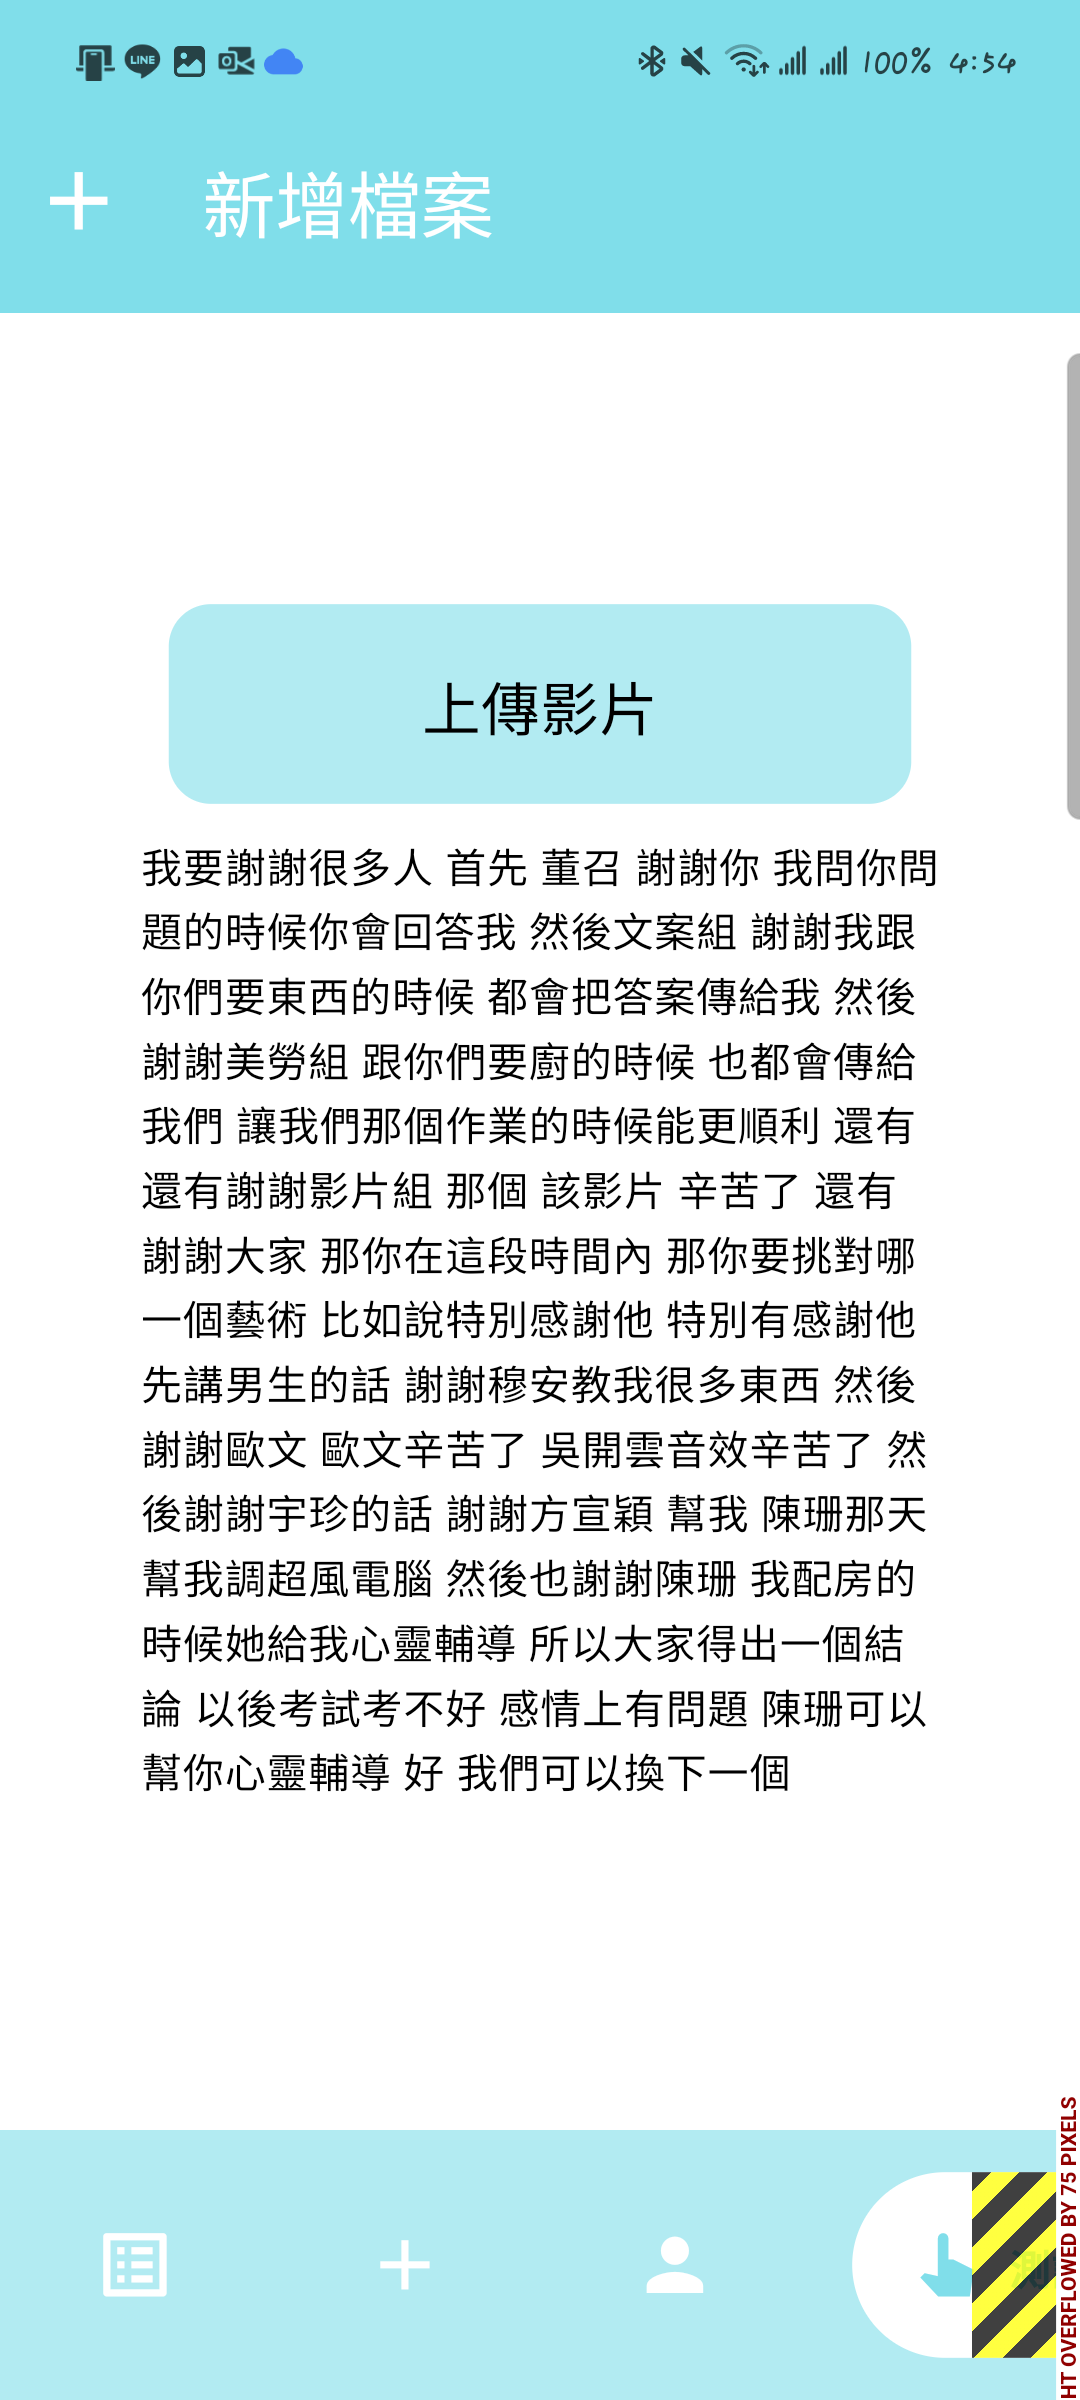 LINE
100% 4:54
新增檔案
上傳影片
我要謝謝很多人 首先 董召 謝謝你 我問你問
題的時候你會回答我 然後文案組 謝謝我跟
你們要東西的時候 都會把答案傳給我 然後
謝謝美勞組 跟你們要廚的時候 也都會傳給
我們 讓我們那個作業的時候能更順利 還有
還有謝謝影片組 那個 該影片 辛苦了 還有
謝謝大家 那你在這段時間內 那你要挑對哪
一個藝術 比如說特別感謝他 特別有感謝他
先講男生的話 謝謝穆安教我很多東西 然後
謝謝歐文 歐文辛苦了 吳開雲音效辛苦了 然
後謝謝宇珍的話 謝謝方宣穎 幫我 陳珊那天
幫我調超風電腦 然後也謝謝陳珊 我配房的
時候她給我心靈輔導 所以大家得出一個結
論 以後考試考不好 感情上有問題 陳珊可以
幫你心靈輔導 好 我們可以換下一個
HT OVERFLOWED BY 75 PIXELS